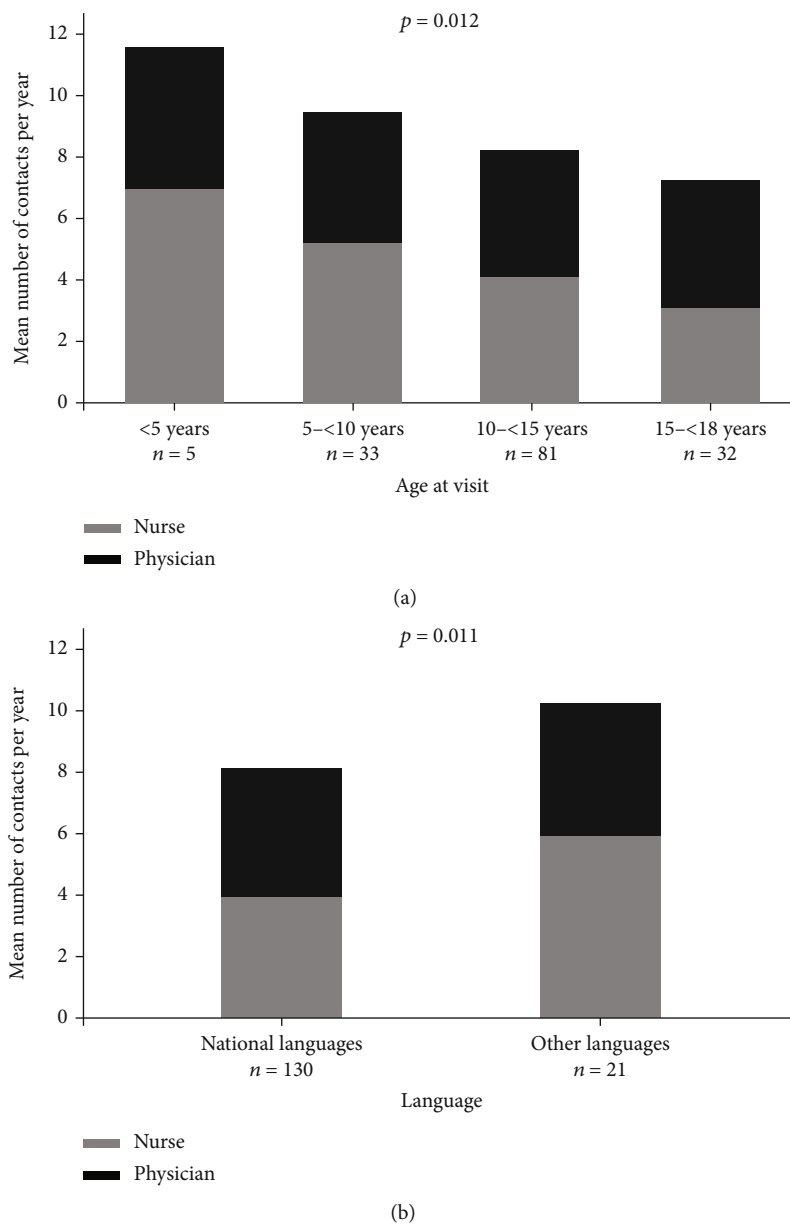 p = 0.012
Mean number of contacts per year
12
10
8
6
4
2
0
<5 years
n = 5
5–<10 years
n = 33
10–<15 years
n = 81
15–<18 years
n = 32
Age at visit
Nurse
Physician
(a)
p = 0.011
Mean number of contacts per year
12
10
8
6
4
2
0
National languages
n = 130
Other languages
n = 21
Language
Nurse
Physician
(b)